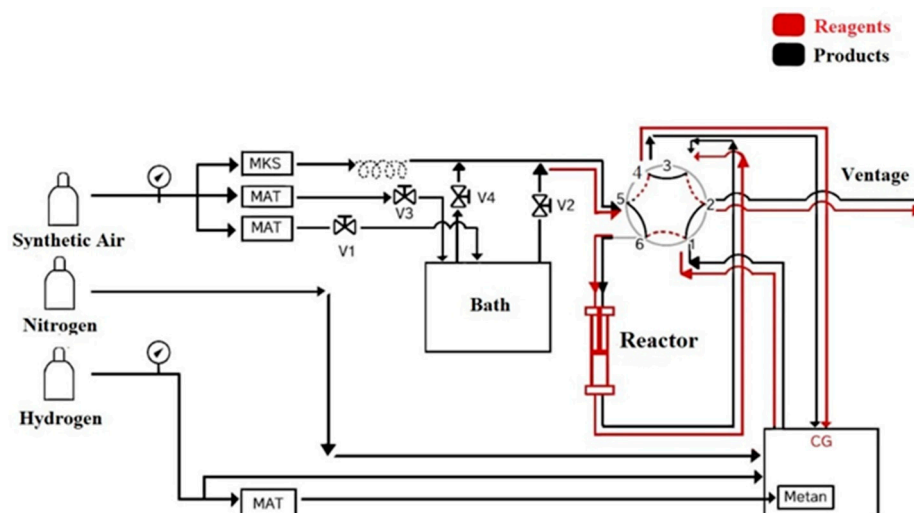 Reagents
Products
MKS
MAT
MAT
V3
V4
V2
V1
Synthetic Air
Nitrogen
Hydrogen
Bath
Reactor
Ventage
4
3
5
2
6
1
CG
Metan
MAT